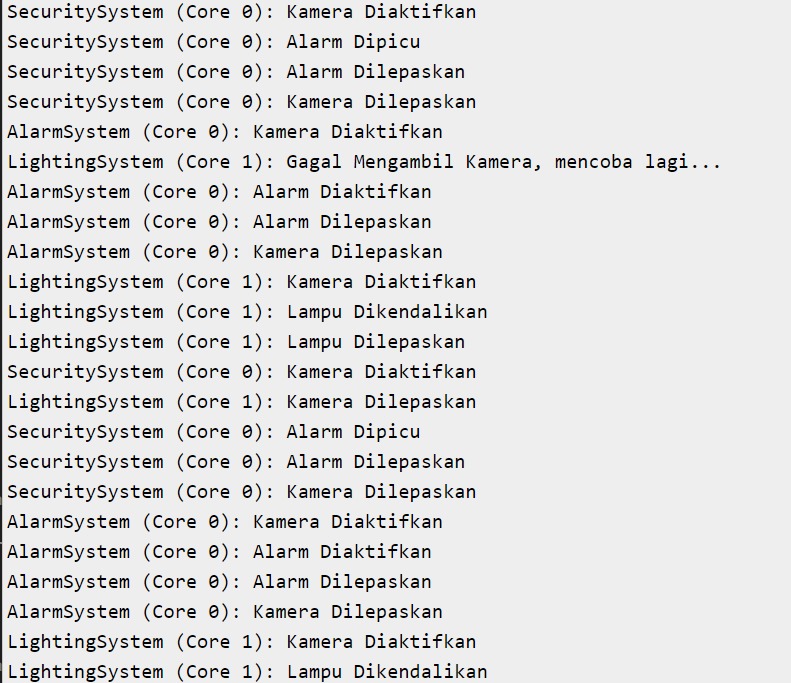 SecuritySystem (Core 0): Kamera Diaktifkan
SecuritySystem (Core 0): Alarm Dipicu
SecuritySystem (Core 0): Alarm Dilepaskan
SecuritySystem (Core 0): Kamera Dilepaskan
AlarmSystem (Core 0): Kamera Diaktifkan
LightingSystem (Core 1): Gagal Mengambil Kamera, mencoba lagi...
AlarmSystem (Core 0): Alarm Diaktifkan
AlarmSystem (Core 0): Alarm Dilepaskan
AlarmSystem (Core 0): Kamera Dilepaskan
LightingSystem (Core 1): Kamera Diaktifkan
LightingSystem (Core 1): Lampu Dikendalikan
LightingSystem (Core 1): Lampu Dilepaskan
SecuritySystem (Core 0): Kamera Diaktifkan
LightingSystem (Core 1): Kamera Dilepaskan
SecuritySystem (Core 0): Alarm Dipicu
SecuritySystem (Core 0): Alarm Dilepaskan
SecuritySystem (Core 0): Kamera Dilepaskan
AlarmSystem (Core 0): Kamera Diaktifkan
AlarmSystem (Core 0): Alarm Diaktifkan
AlarmSystem (Core 0): Alarm Dilepaskan
AlarmSystem (Core 0): Kamera Dilepaskan
LightingSystem (Core 1): Kamera Diaktifkan
LightingSystem (Core 1): Lampu Dikendalikan